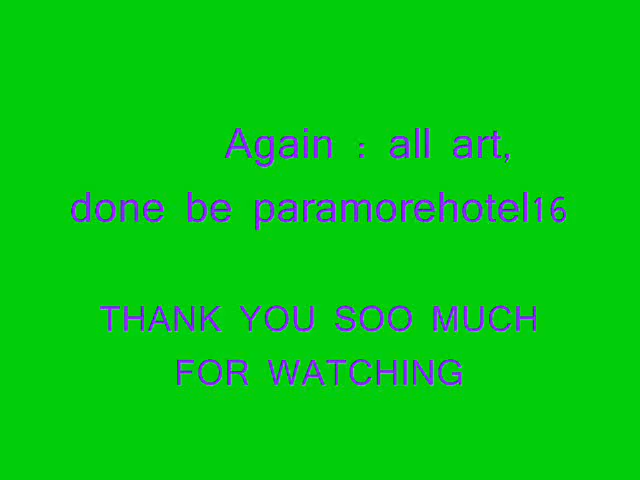 Again : all art,
done be paramorehotel16
THANK YOU SOO MUCH
FOR WATCHING